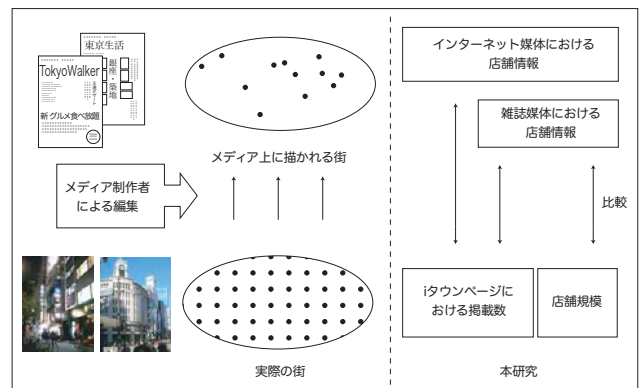 東京生活
銀座・築地
TokyoWalker
新グルメ食べ放題
メディア上に描かれる街
メディア制作者
による編集
実際の街
インターネット媒体における
店舗情報
雑誌媒体における
店舗情報
比較
iタウンページに
おける掲載数
店舗規模
本研究